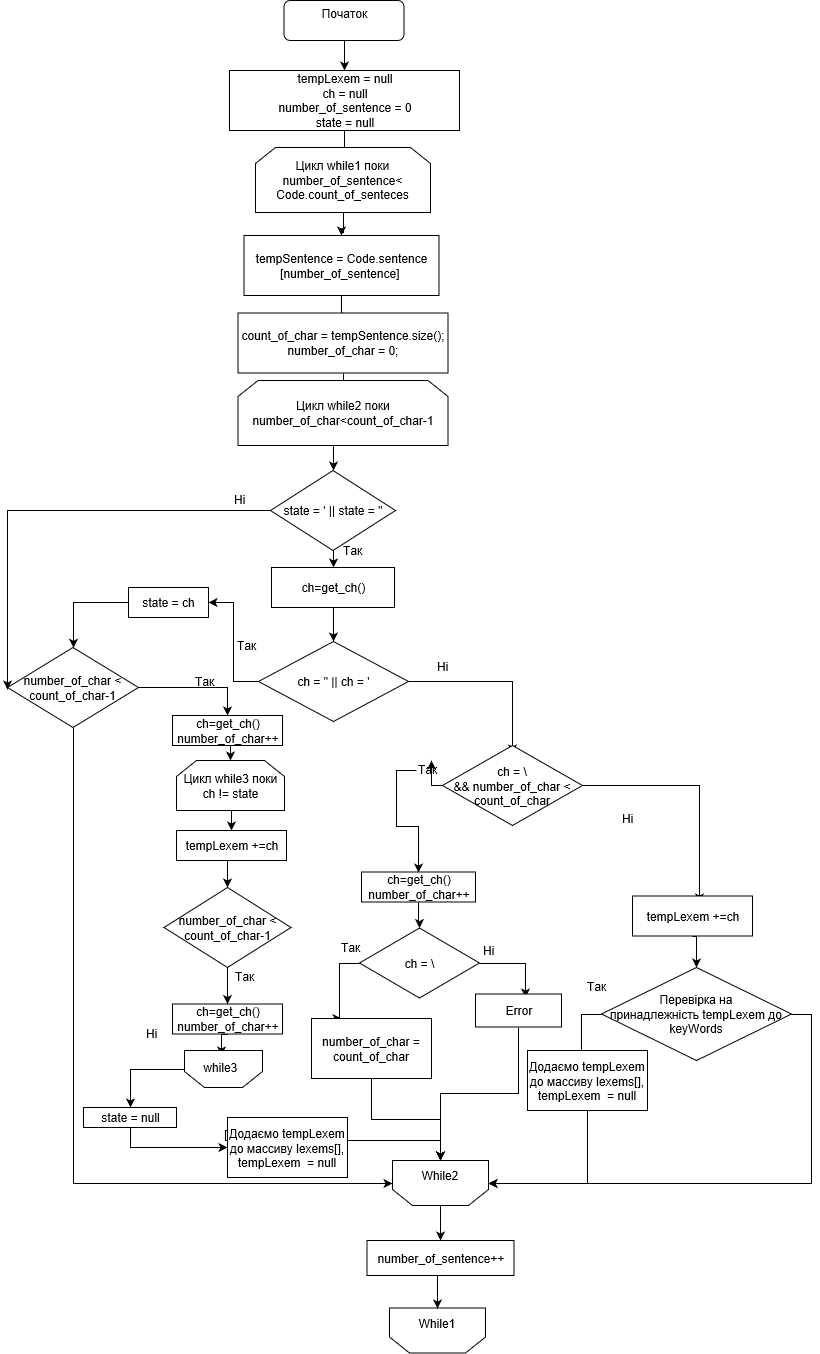 Початок
tempLexem = null
ch = null
number_of_sentence = 0
state = null
Цикл while1 поки
number_of_sentence<
Code.count_of_senteces
tempSentence = Code.sentence
[number_of_sentence]
count_of_char = tempSentence.size();
number_of_char = 0;
Цикл while2 поки
number_of_char<count_of_char-1
Ні
state = ' || state = "
Так
ch=get_ch()
state = ch
Так
ch = " || ch = '
Ні
number_of_char <
count_of_char-1
Так
ch=get_ch()
number_of_char++
Цикл while3 поки
ch != state
Так
ch = \
&& number_of_char <
count_of_char
Ні
tempLexem +=ch
ch=get_ch()
number_of_char++
tempLexem +=ch
number_of_char <
count_of_char-1
Так
Так
ch = \
Ні
Так
Перевірка на
принадлежність tempLexem до
keyWords
ch=get_ch()
number_of_char++
Error
Ні
number_of_char =
count_of_char
while3
Додаємо tempLexem
до массиву lexems[],
tempLexem = null
state = null
[Додаємо tempLexem
до массиву lexems[],
tempLexem = null
While2
number_of_sentence++
While1